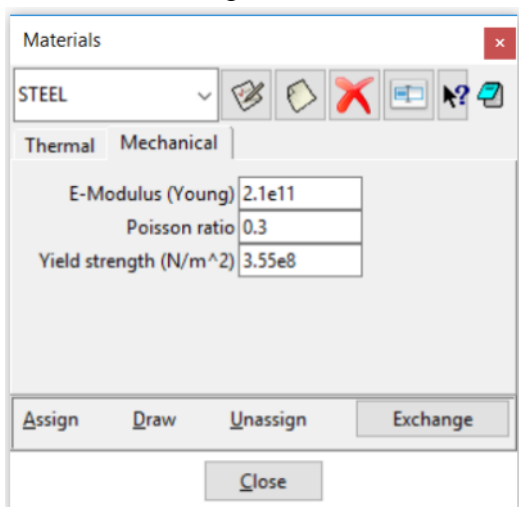 Materials
STEEL
Thermal Mechanical
E-Modulus (Young) 2.1e11
Poisson ratio 0.3
Yield strength (N/m^2) 3.55e8
Assign Draw Unassign Exchange
Close